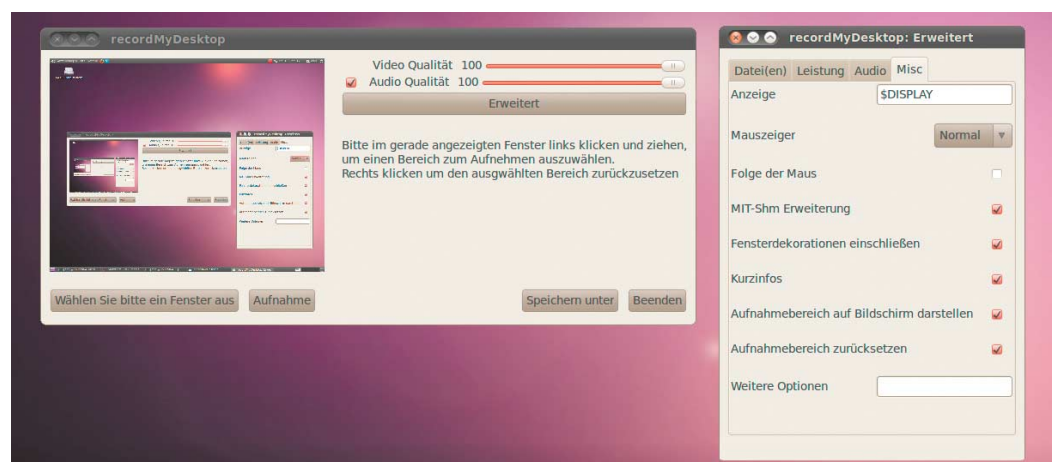 recordMyDesktop
Video Qualität 100
Audio Qualität 100
Erweitert
Bitte im gerade angezeigten Fenster links klicken und ziehen,
um einen Bereich zum Aufnehmen auszuwählen.
Rechts klicken um den ausgwählten Bereich zurückzusetzen
Wählen Sie bitte ein Fenster aus
Aufnahme
Speichern unter
Beenden
recordMyDesktop: Erweitert
Datei(en) Leistung Audio Misc
Anzeige $DISPLAY
Mauszeiger Normal
Folge der Maus
MIT-Shm Erweiterung
Fensterdekorationen einschließen
Kurzinfos
Aufnahmebereich auf Bildschirm darstellen
Aufnahmebereich zurücksetzen
Weitere Optionen